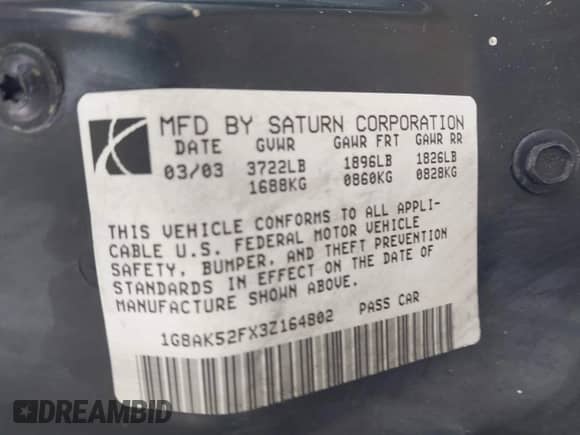 MFD BY SATURN CORPORATION
DATE GVWR GAWR FRT GAWR RR
03/03 3722LB 1896LB 1826LB
1688KG 0860KG 0828KG
THIS VEHICLE CONFORMS TO ALL APPLI-
CABLE U.S. FEDERAL MOTOR VEHICLE
SAFETY, BUMPER, AND THEFT PREVENTION
STANDARDS IN EFFECT ON THE DATE OF
MANUFACTURE SHOWN ABOVE.
1G8AK52FX3Z164802 PASS CAR
DREAMBID